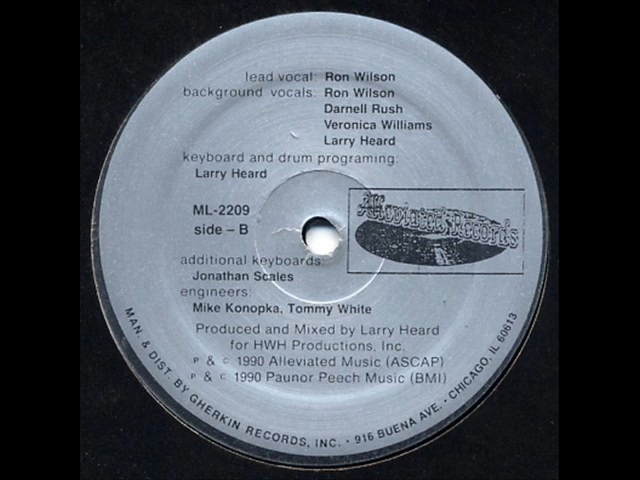 lead vocal: Ron Wilson
background vocals: Ron Wilson
Darnell Rush
Veronica Williams
Larry Heard
keyboard and drum programing:
Larry Heard
Alleviated Records
ML-2209
side – B
additional keyboards:
Jonathan Scales
engineers:
Mike Konopka, Tommy White
Produced and Mixed by Larry Heard
for HWH Productions, Inc.
P & C 1990 Alleviated Music (ASCAP)
P & C 1990 Paunor Peech Music (BMI)
MAN. & DIST. BY GHERKIN RECORDS, INC. • 916 BUENA AVE. • CHICAGO, IL 60613